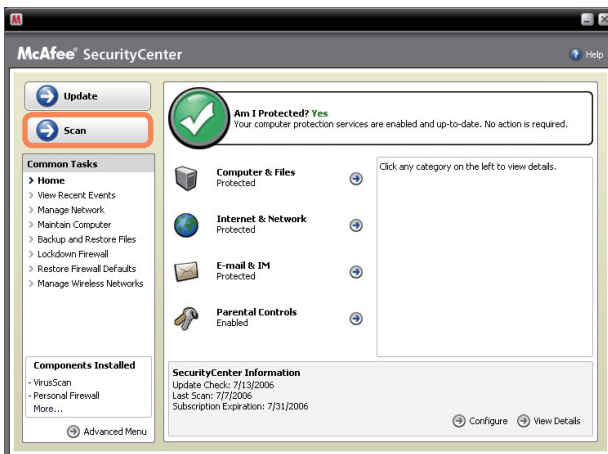 McAfee® SecurityCenter
Help
Update
Scan
Common Tasks
> Home
> View Recent Events
> Manage Network
> Maintain Computer
> Backup and Restore Files
> Lockdown Firewall
> Restore Firewall Defaults
> Manage Wireless Networks
Components Installed
- VirusScan
- Personal Firewall
More...
Advanced Menu
Am I Protected? Yes
Your computer protection services are enabled and up-to-date. No action is required.
Computer & Files
Protected
Internet & Network
Protected
E-mail & IM
Protected
Parental Controls
Enabled
Click any category on the left to view details.
SecurityCenter Information
Update Check: 7/13/2006
Last Scan: 7/7/2006
Subscription Expiration: 7/31/2006
Configure
View Details